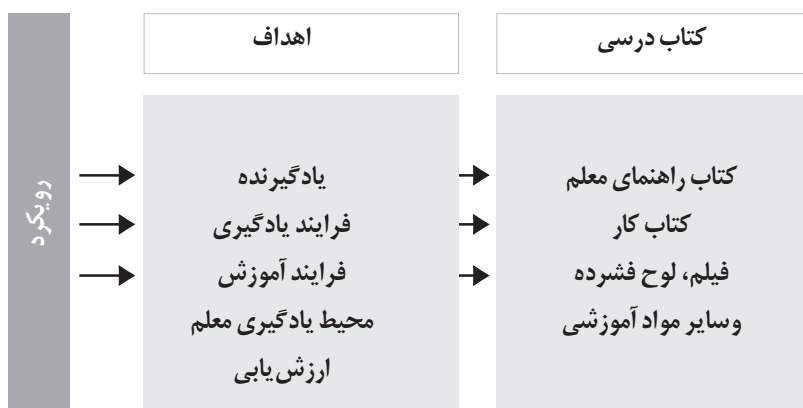 رویکرد
اهداف
یادگیرنده
فرایند یادگیری
فرایند آموزش
محیط یادگیری معلم
ارزش‌یابی
کتاب درسی
کتاب راهنمای معلم
کتاب کار
فیلم، لوح فشرده
وسایر مواد آموزشی